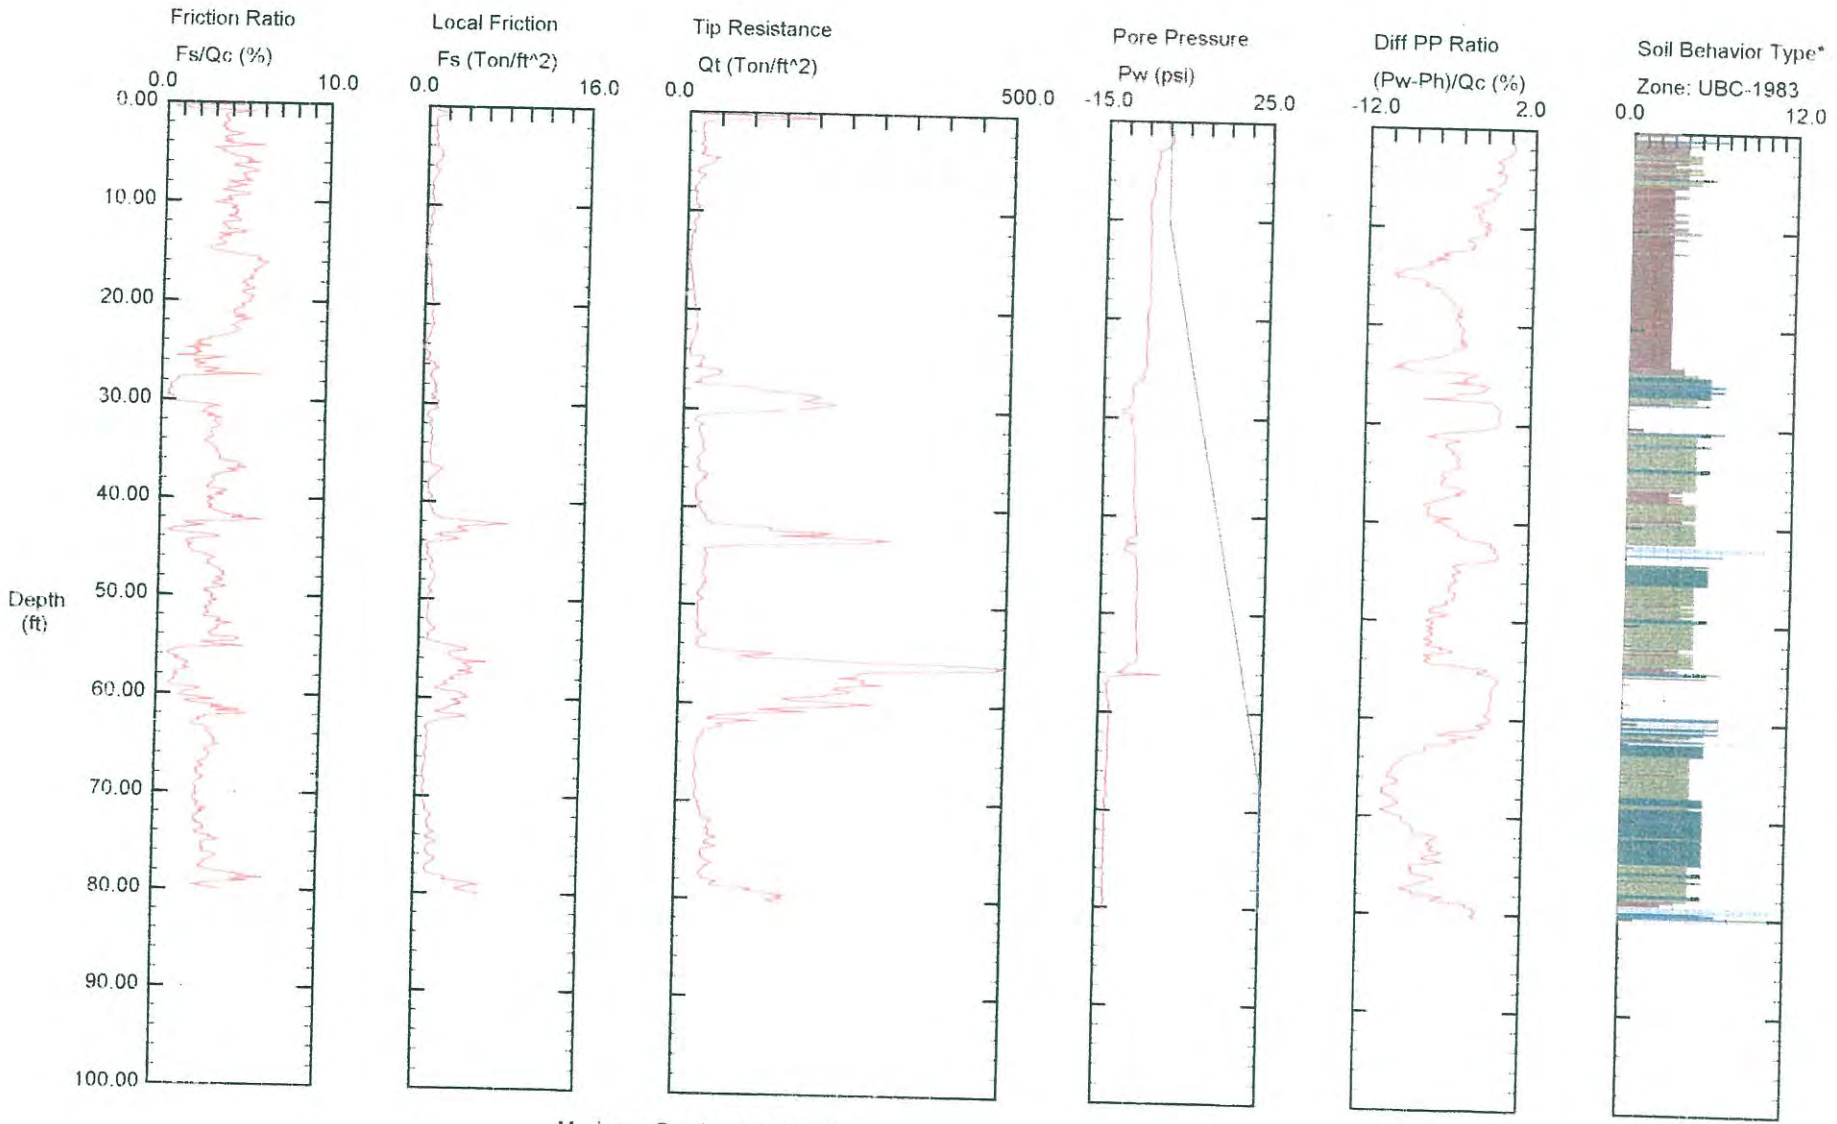 Friction Ratio
Fs/Qc (%)
0.0 10.0
Local Friction
Fs (Ton/ft^2)
0.0 16.0
Tip Resistance
Qt (Ton/ft^2)
0.0 500.0
Pore Pressure
Pw (psi)
-15.0 25.0
Diff PP Ratio
(Pw-Ph)/Qc (%)
-12.0 2.0
Soil Behavior Type*
Zone: UBC-1983
0.0 12.0
0.00
10.00
20.00
30.00
40.00
50.00
60.00
70.00
80.00
90.00
100.00
Depth
(ft)